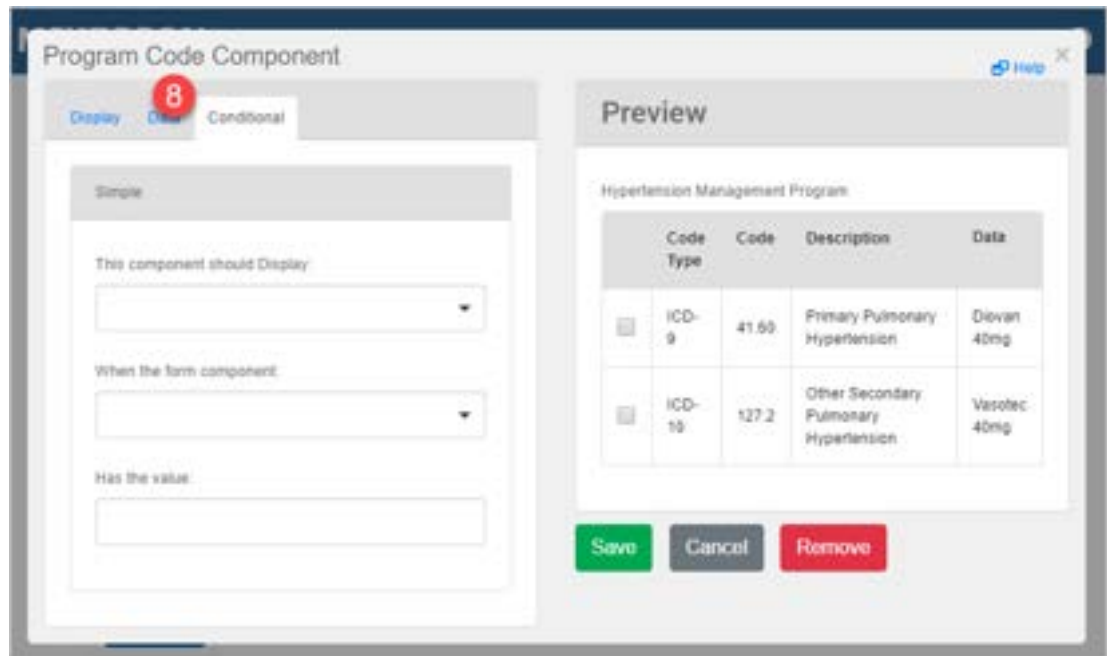 Program Code Component
Help
8
Display Data Conditional
Simple
This component should Display:
When the form component:
Has the value:
Preview
Hypertension Management Program
Code Type
Code
Description
Data
ICD-
9
41.60
Primary Pulmonary
Hypertension
Diovan
40mg
ICD-
10
127.2
Other Secondary
Pulmonary
Hypertension
Vasotec
40mg
Save
Cancel
Remove